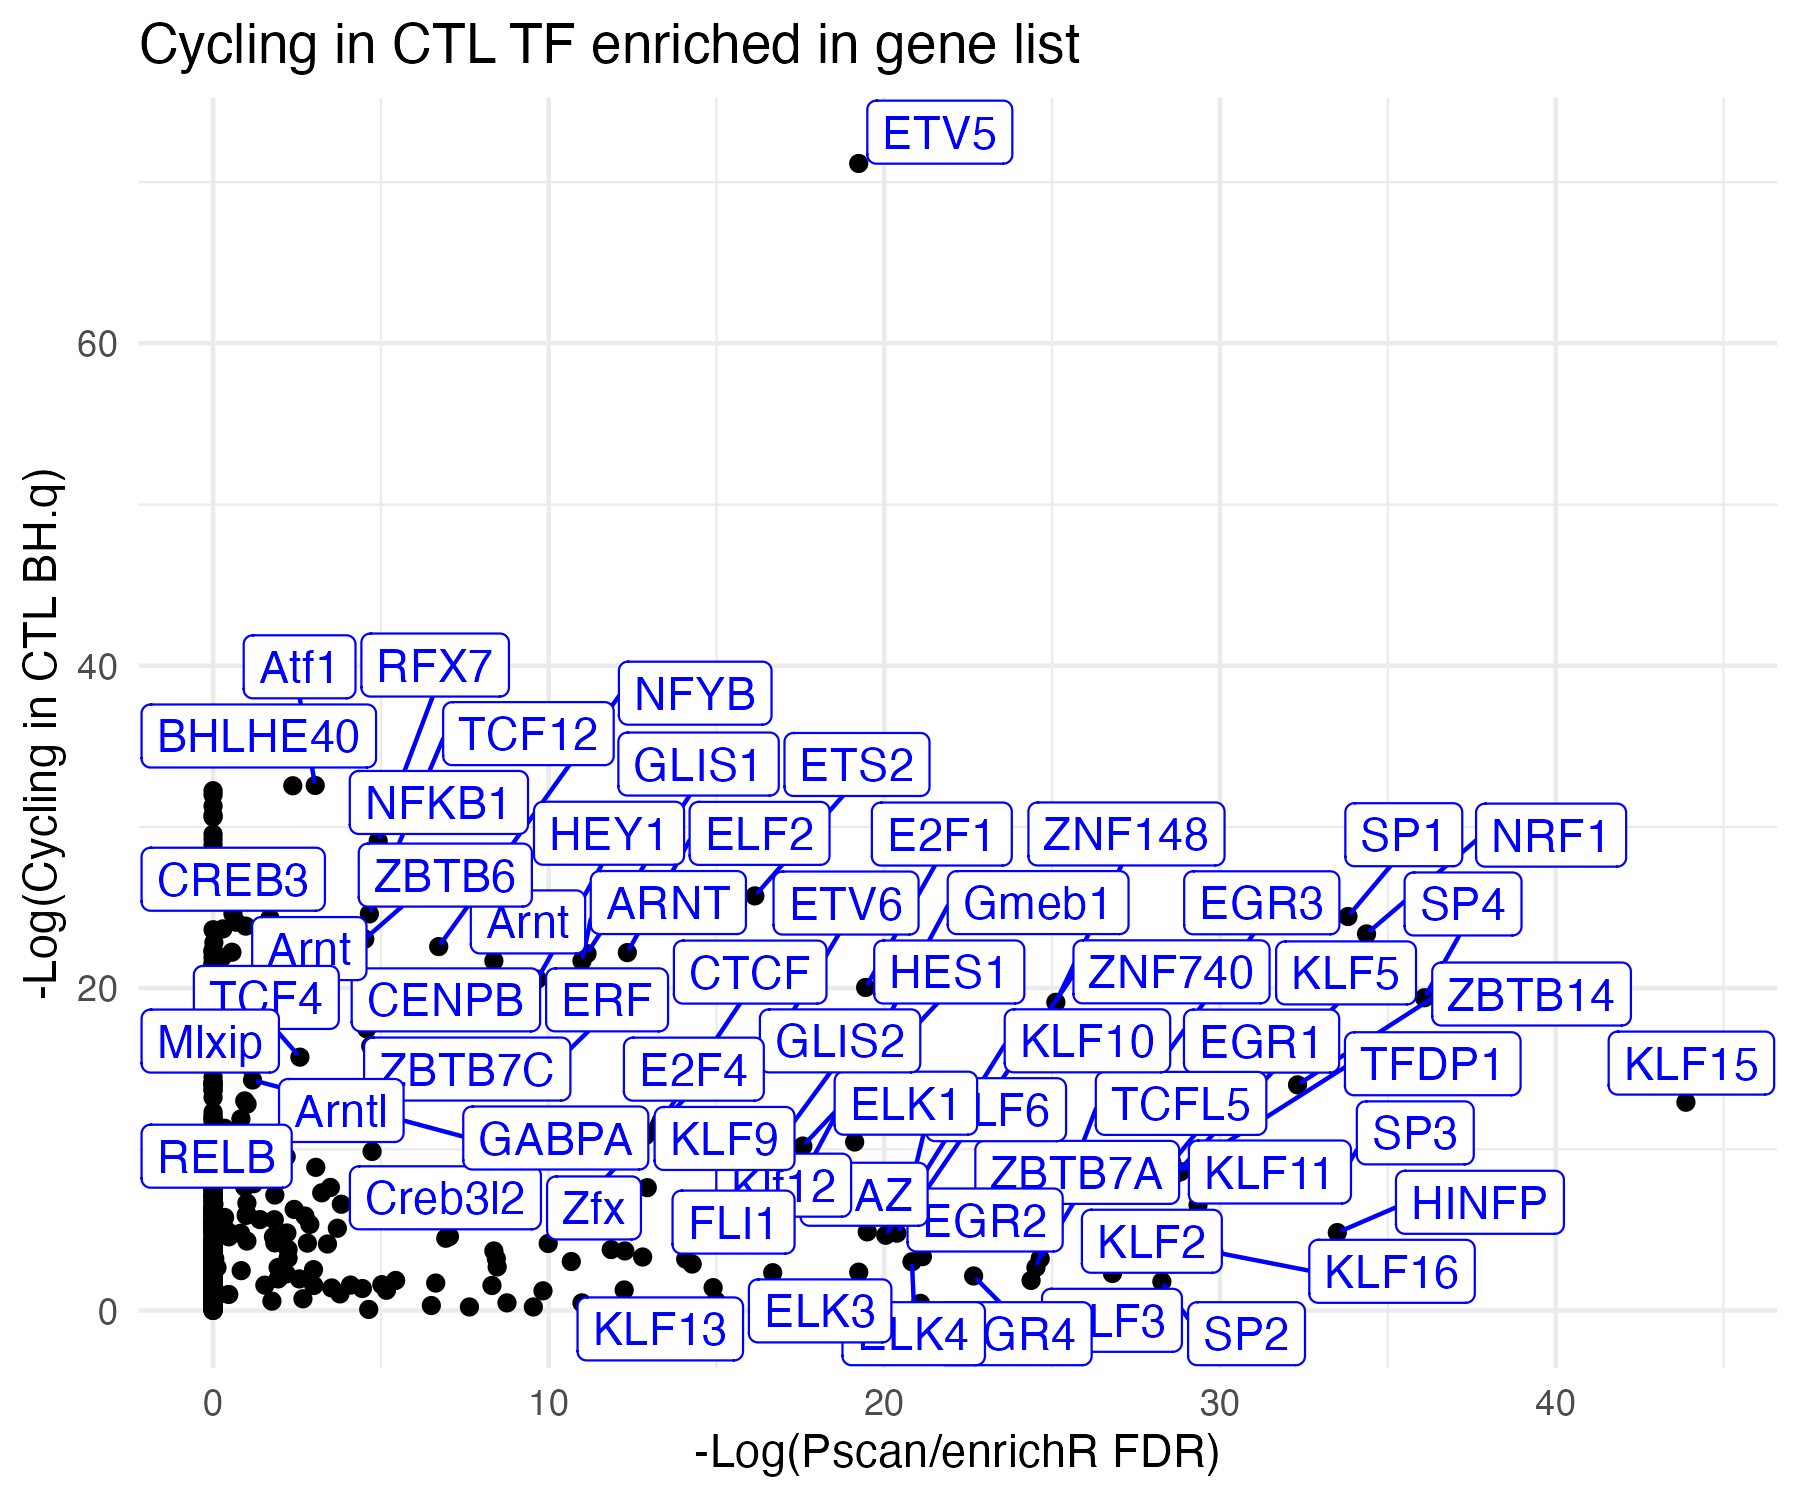 Cycling in CTL TF enriched in gene list
ETV5
60
Atf1
RFX7
40
NFYB
BHLHE40
TCF12
GLIS1
ETS2
NFKB1
HEY1
ELF2
E2F1
ZNF148
SP1
NRF1
CREB3
ZBTB6
Arnt
ARNT
ETV6
Gmeb1
EGR3
SP4
Arnt
CTCF
HES1
ZNF740
KLF5
ZBTB14
20
TCF4
CENPB
ERF
Mlxip
GLIS2
KLF10
EGR1
TFDP1
KLF15
ZBTB7C
E2F4
Arntl
ELK1
LF6
TCFL5
GABPA
KLF9
SP3
RELB
ZBTB7A
KLF11
Creb3l2
Zfx
Klf12
AZ
HINFP
FLI1
EGR2
KLF2
KLF16
0
KLF13
ELK3
LK4
GR4
LF3
SP2
0
10
20
30
40
-Log(Pscan/enrichR FDR)
-Log(Cycling in CTL BH.q)